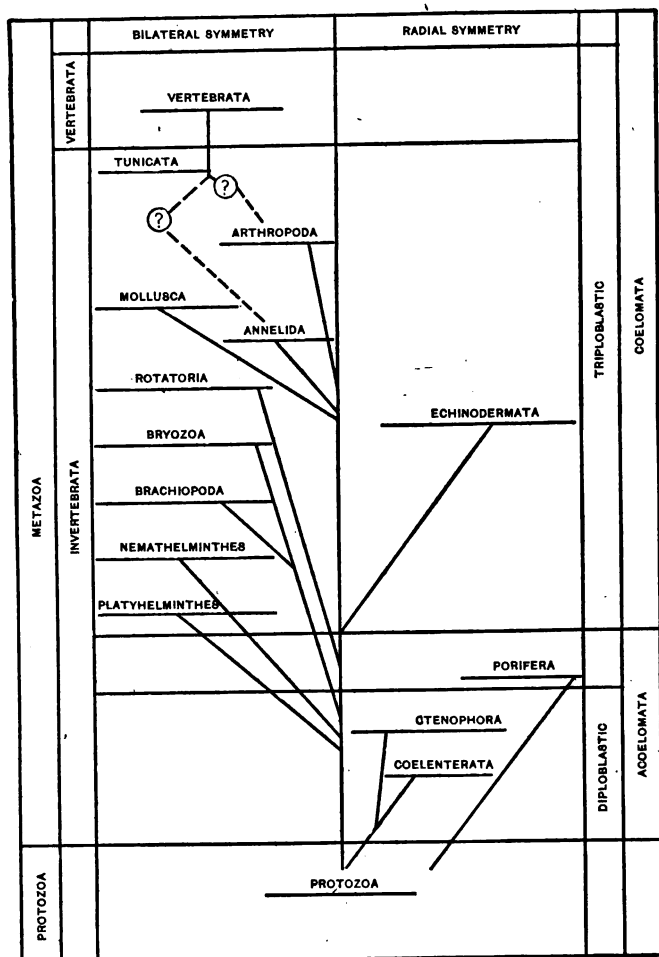 BILATERAL SYMMETRY
RADIAL SYMMETRY
VERTEBRATA
VERTEBRATA
TUNICATA
?
?
ARTHROPODA
MOLLUSCA
ANNELIDA
TRIPLOBLASTIC
COELOMATA
ROTATORIA
ECHINODERMATA
BRYOZOA
METAZOA
INVERTEBRATA
BRACHIOPODA
NEMATHELMINTHES
PLATYHELMINTHES
PORIFERA
CTENOPHORA
COELENTERATA
DIPLOBLASTIC
ACOELOMATA
PROTOZOA
PROTOZOA